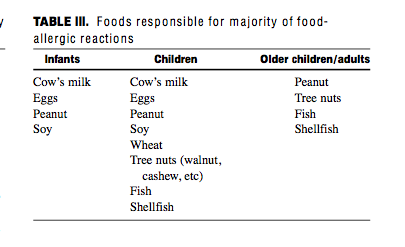 y
TABLE III. Foods responsible for majority of food-
allergic reactions
Infants Children Older children/adults
Cow's milk Cow's milk Peanut
Eggs Eggs Tree nuts
Peanut Peanut Fish
Soy Soy Shellfish
Wheat
Tree nuts (walnut,
cashew, etc)
Fish
Shellfish